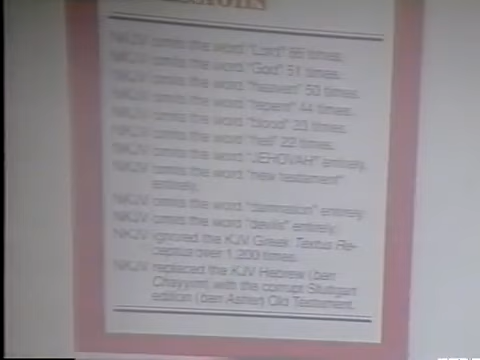 NKJV omits the word "Lord" 66 times.
NKJV omits the word "God" 51 times.
NKJV omits the word "heaven" 50 times.
NKJV omits the word "repent" 44 times.
NKJV omits the word "blood" 23 times.
NKJV omits the word "hell" 22 times.
NKJV omits the word "JEHOVAH" entirely.
NKJV omits the word "new testament"
entirely.
NKJV omits the word "damnation" entirely.
NKJV omits the word "devils" entirely.
NKJV ignored the KJV Greek Textus Re-
ceptus over 1,200 times.
NKJV replaced the KJV Hebrew (ben
Chayyim) with the corrupt Stuttgart
edition (ben Asher) Old Testament.